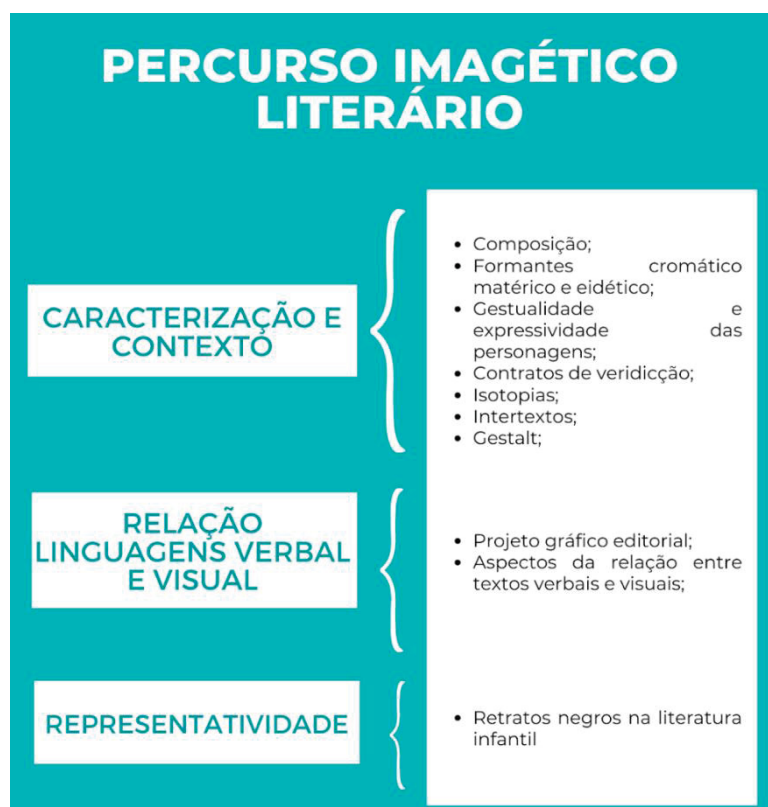 PERCURSO IMAGÉTICO
LITERÁRIO
CARACTERIZAÇÃO E
CONTEXTO
• Composição;
• Formantes cromático
matérico e eidético;
• Gestualidade e
expressividade das
personagens;
• Contratos de veridicção;
• Isotopias;
• Intertextos;
• Gestalt;
RELAÇÃO
LINGUAGENS VERBAL
E VISUAL
• Projeto gráfico editorial;
• Aspectos da relação entre
textos verbais e visuais;
REPRESENTATIVIDADE
• Retratos negros na literatura
infantil